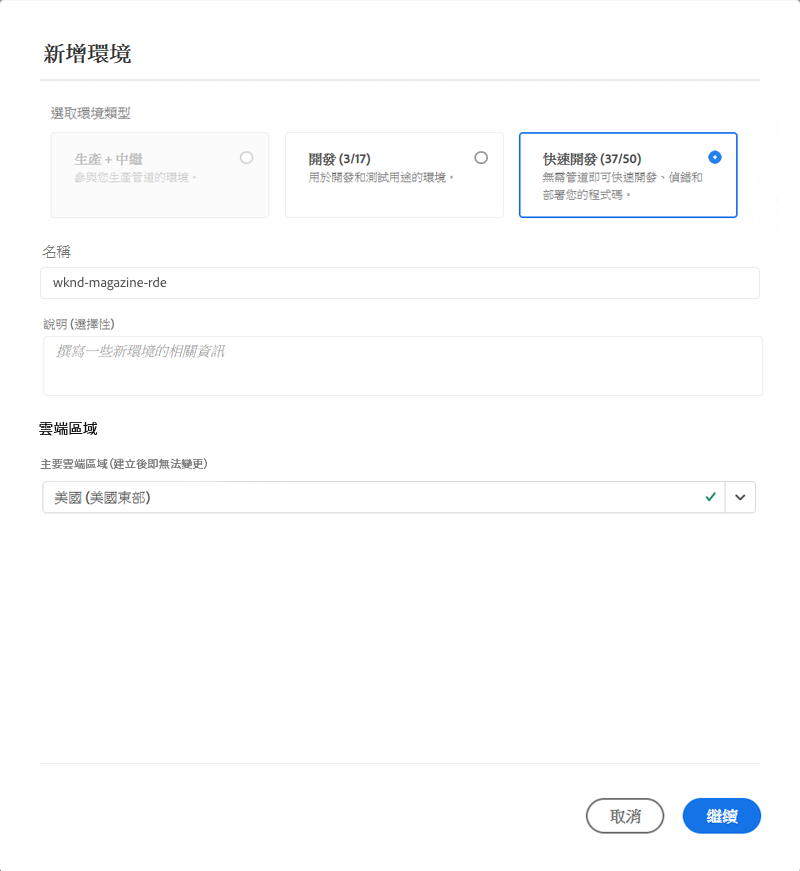 新增環境
選取環境類型
生產 + 中繼
參與您生產管道的環境。
開發 (3/17)
用於開發和測試用途的環境。
快速開發 (37/50)
無需管道即可快速開發、偵錯和
部署您的程式碼。
名稱
wknd-magazine-rde
說明 (選擇性)
撰寫一些新環境的相關資訊
雲端區域
主要雲端區域 (建立後即無法變更)
美國 (美國東部)
取消
繼續